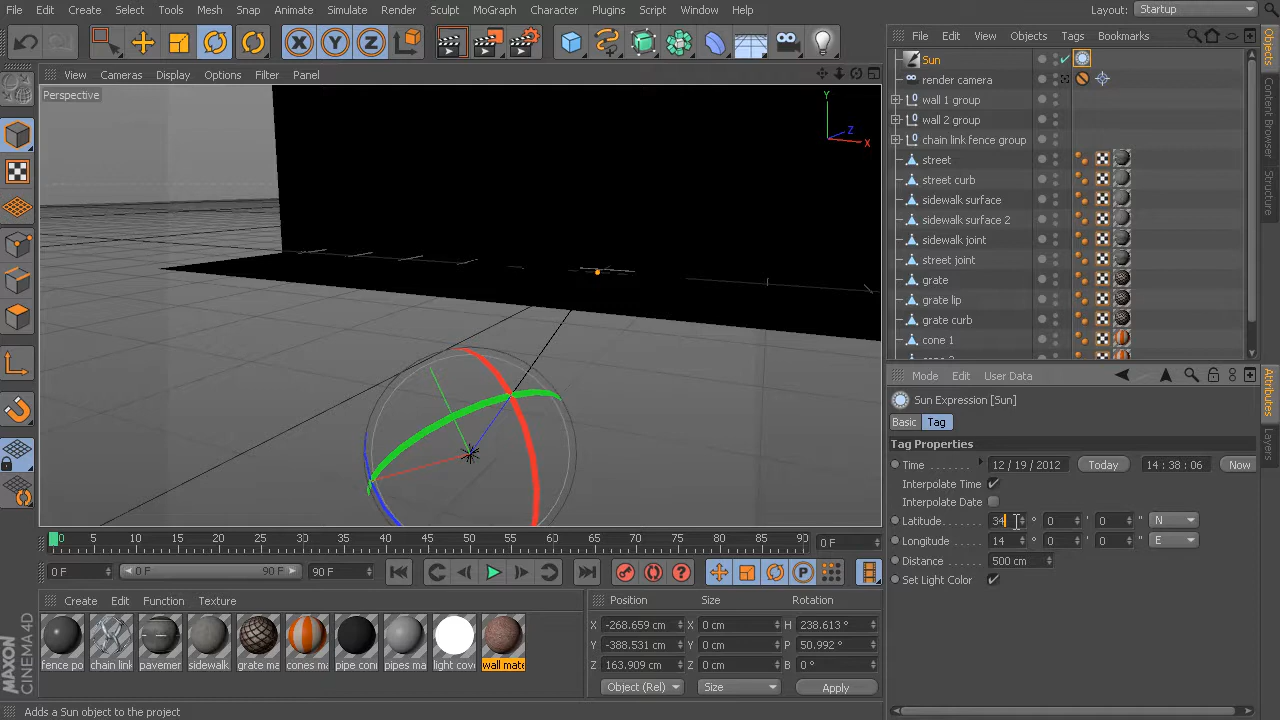 File Edit Create Select Tools Mesh Snap Animate Simulate Render Sculpt MoGraph Character Plugins Script Window Help
Layout: Startup
View Cameras Display Options Filter Panel
Perspective
Y
Z
X
File Edit View Objects Tags Bookmarks
Sun
render camera
wall 1 group
wall 2 group
chain link fence group
street
street curb
sidewalk surface
sidewalk surface 2
sidewalk joint
street joint
grate
grate lip
grate curb
cone 1
Objects
Content Browser
Structure
Mode Edit User Data
Sun Expression [Sun]
Basic Tag
Tag Properties
Time 12 / 19 / 2012 Today 14 : 38 : 06 Now
Interpolate Time
Interpolate Date
Latitude 34 ° 0 ' 0 " N
Longitude 14 ° 0 ' 0 " E
Distance 500 cm
Set Light Color
Attributes
Layers
0 5 10 15 20 25 30 35 40 45 50 55 60 65 70 75 80 85 90 0 F
0 F 0 F 90 F 90 F
Create Edit Function Texture
fence po chain link pavemer sidewalk grate ma cones ma pipe coni pipes ma light cove wall mate
Position Size Rotation
X -268.659 cm X 0 cm H 238.613 °
Y -388.531 cm Y 0 cm P 50.992 °
Z 163.909 cm Z 0 cm B 0 °
Object (Rel) Size Apply
MAXON
CINEMA 4D
Adds a Sun object to the project